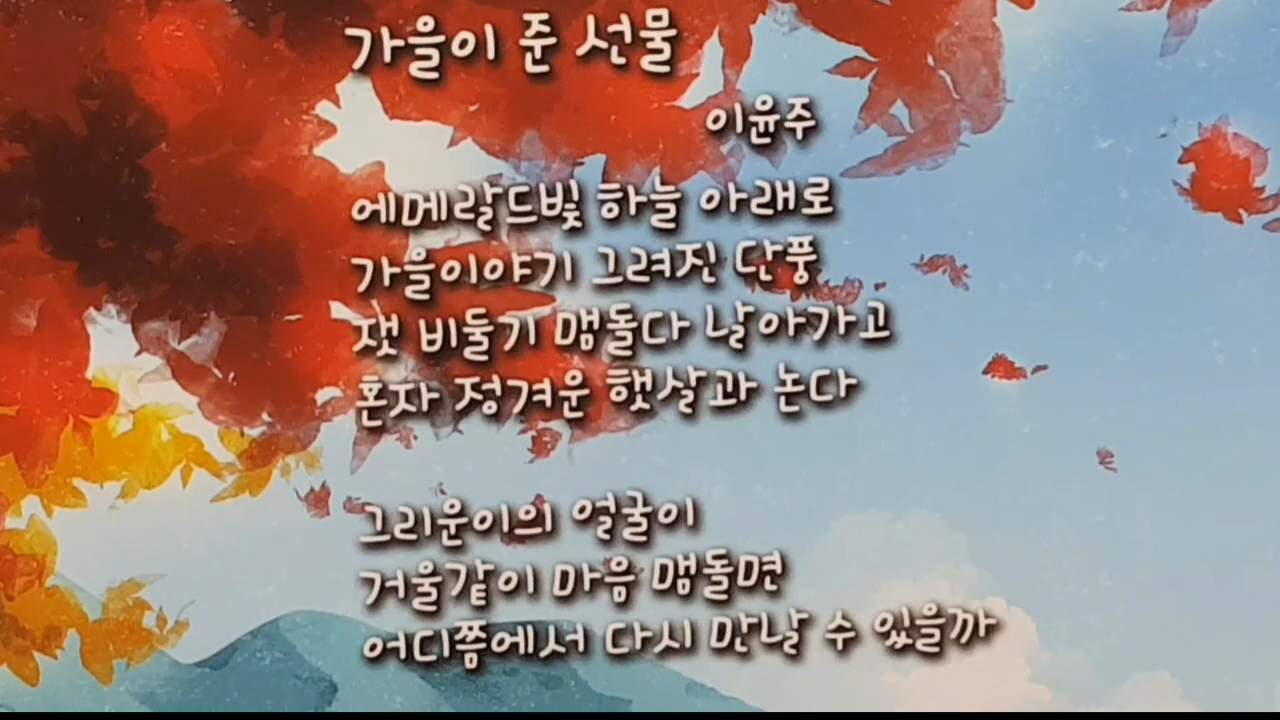 가을이 준 선물
이윤주
에메랄드빛 하늘 아래로
가을이야기 그려진 단풍
잿 비둘기 맴돌다 날아가고
혼자 정겨운 햇살과 논다
그리운이의 얼굴이
거울같이 마음 맴돌면
어디쯤에서 다시 만날 수 있을까